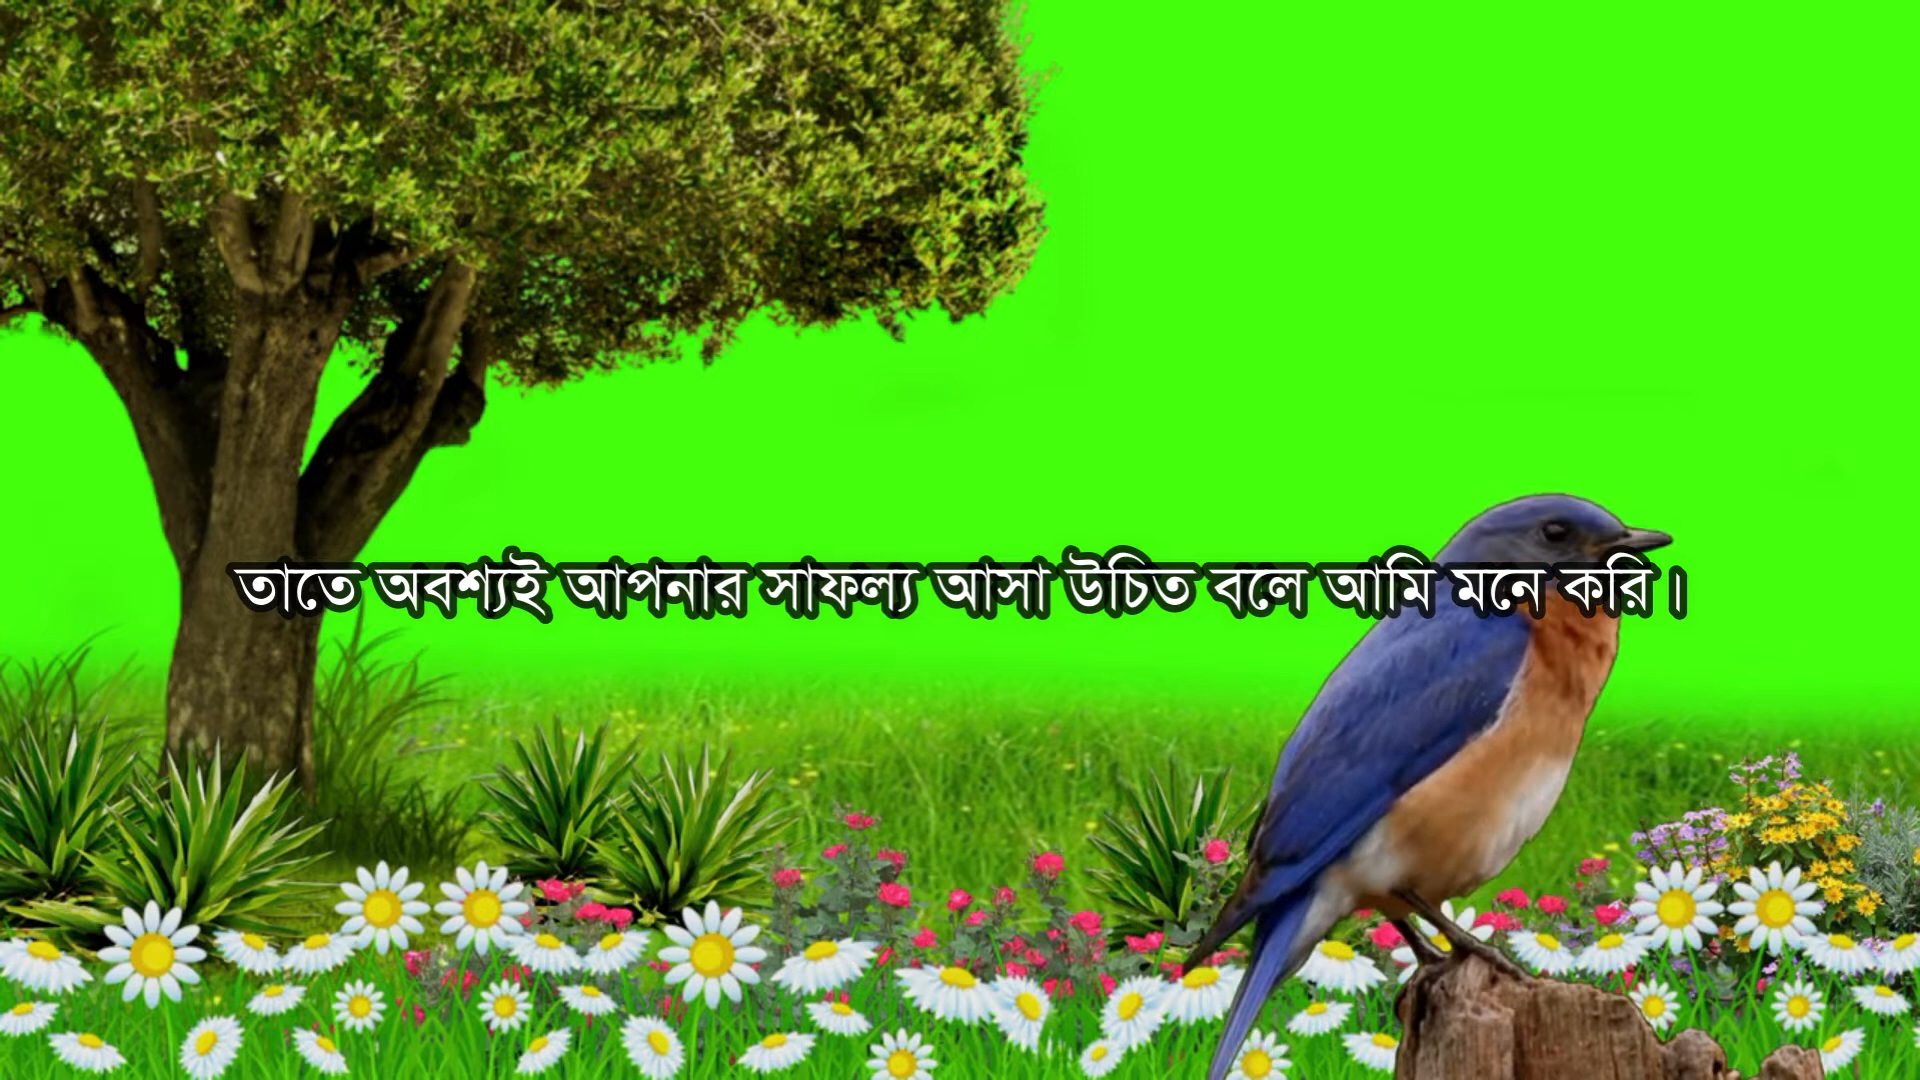 তাতে অবশ্যই আপনার সাফল্য আসা উচিত বলে আমি মনে করি।